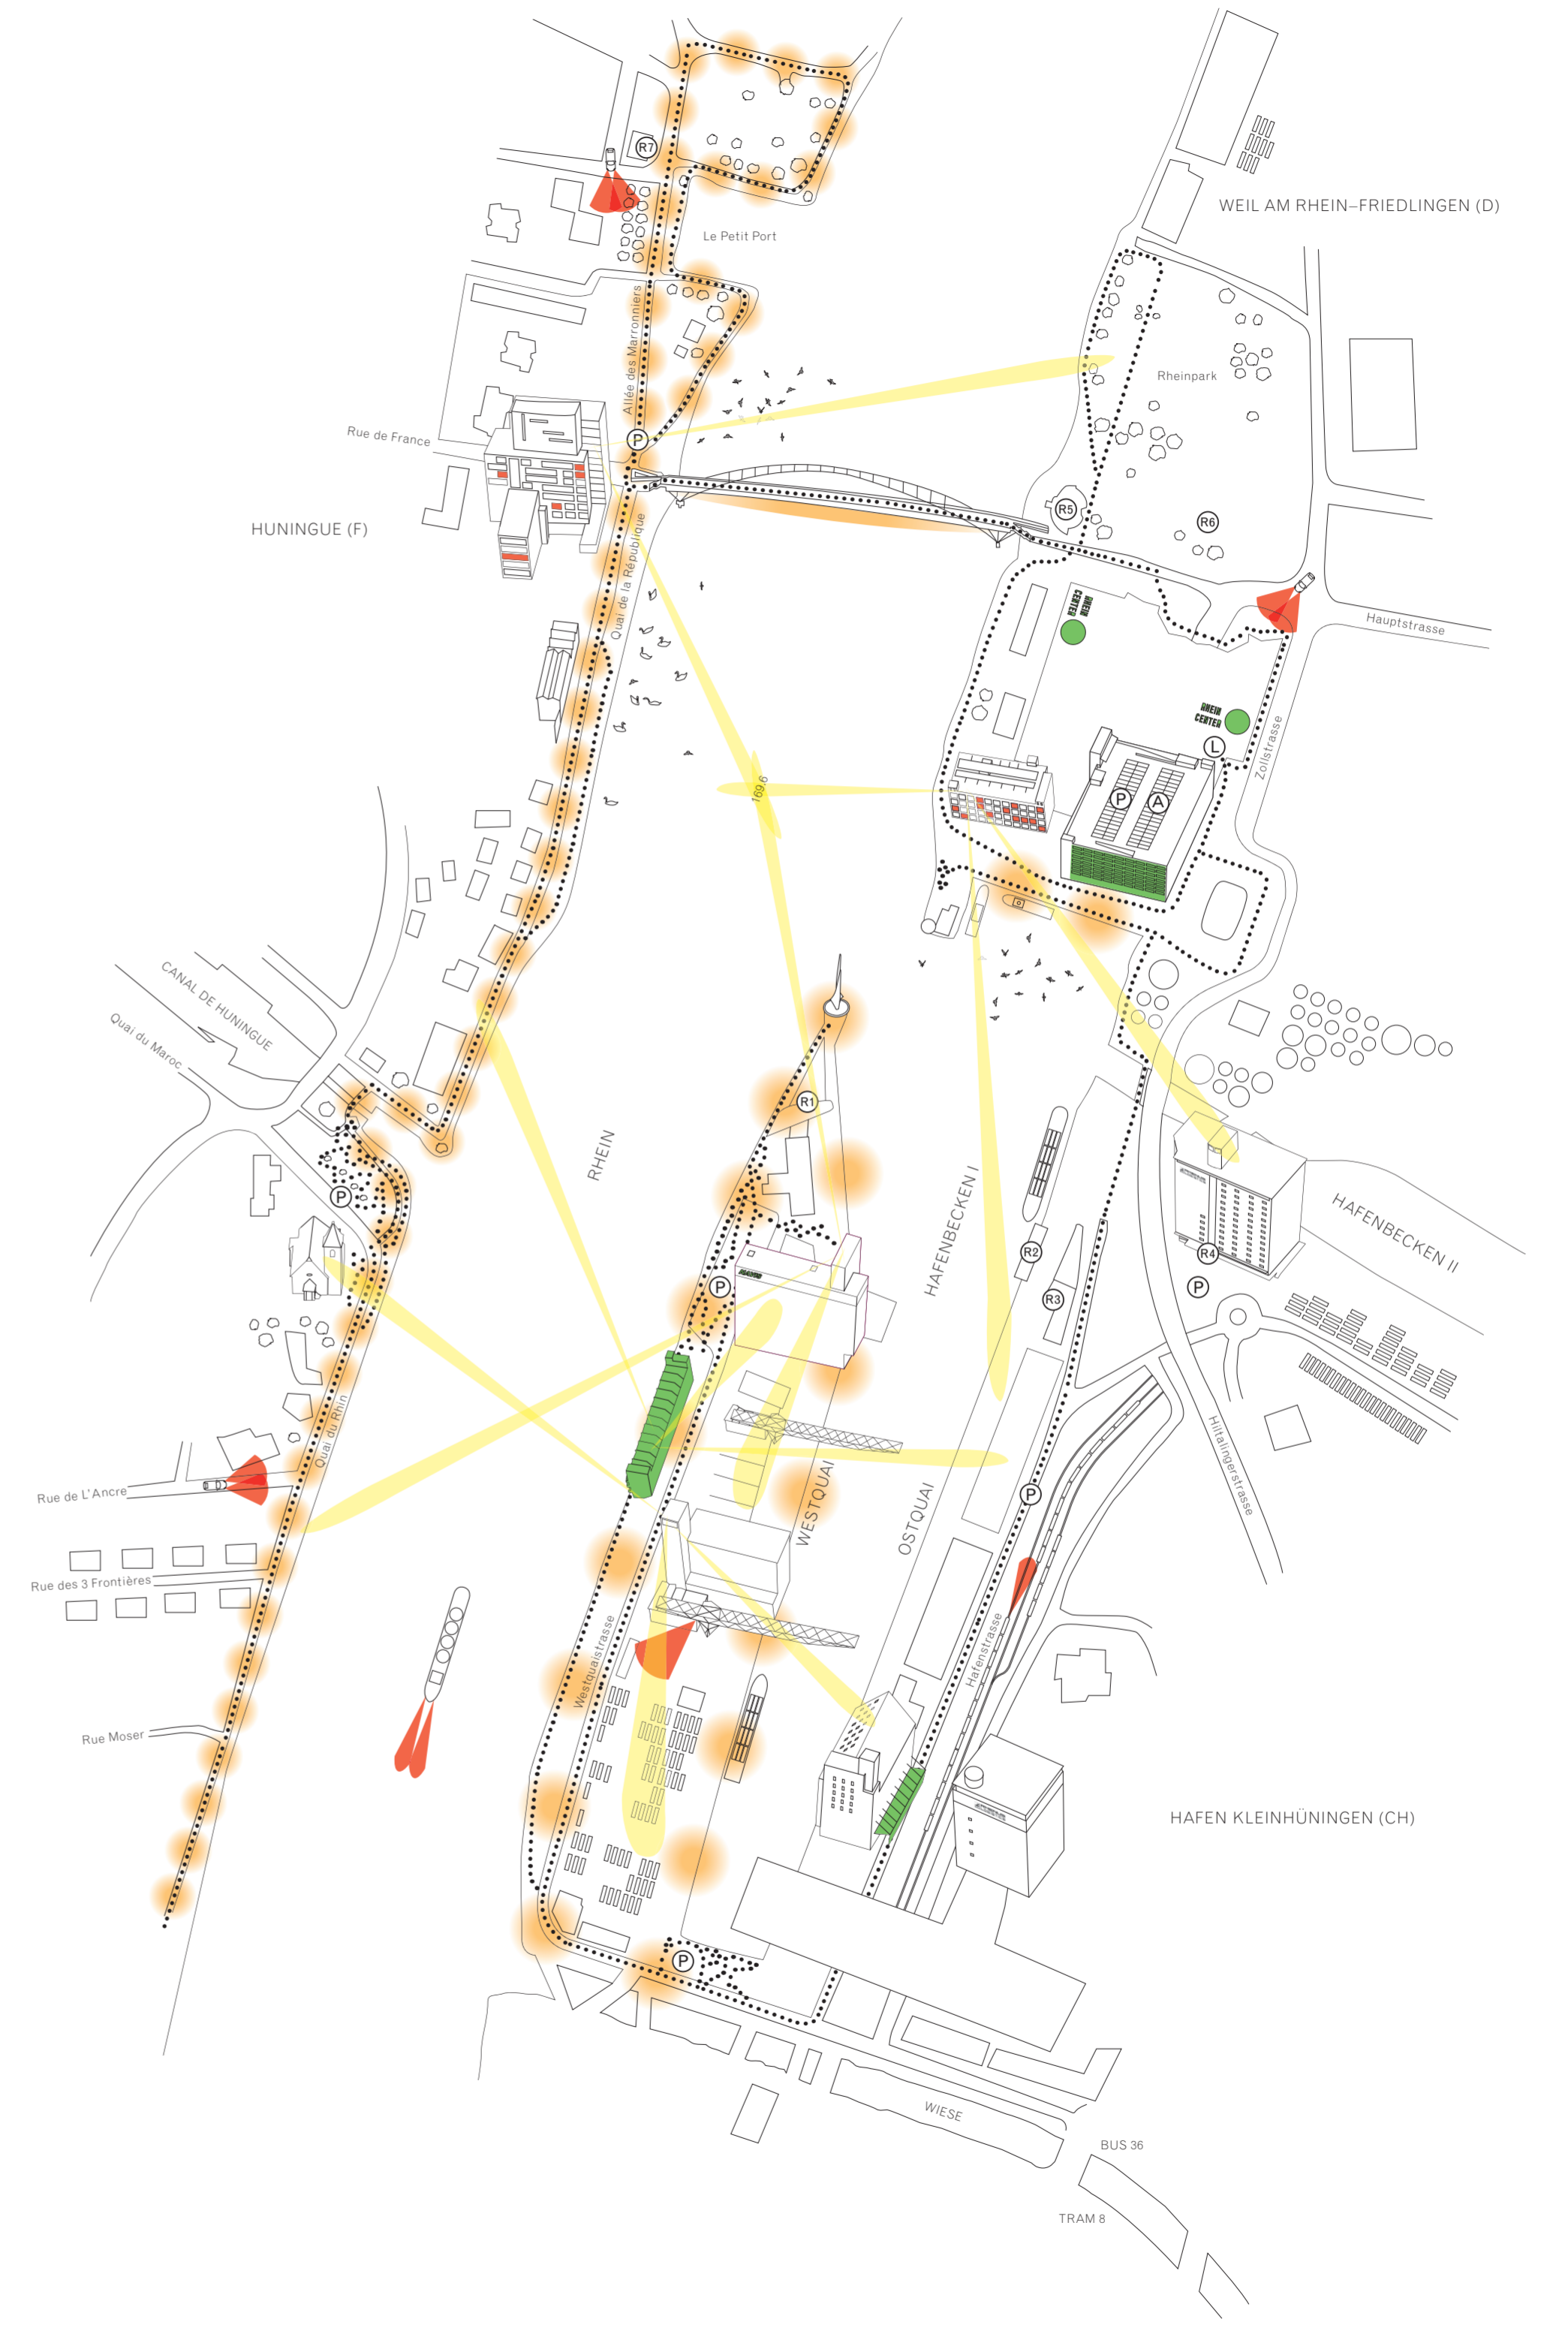 R7
WEIL AM RHEIN–FRIEDLINGEN (D)
Le Petit Port
Allée des Marronniers
Rheinpark
Rue de France
P
HUNINGUE (F)
R5
R6
Quai de la République
RHEIN
CENTER
Hauptstrasse
RHEIN
CENTER
L
Zollstrasse
169.6
P
A
CANAL DE HUNINGUE
Quai du Maroc
R1
RHEIN
P
HAFENBECKEN I
R2
R3
R4
P
HAFENBECKEN II
P
Quai du Rhin
Rue de L'Ancre
Rue des 3 Frontières
Rue Moser
WESTQUAI
OSTQUAI
P
Hiltalingerstrasse
Hafenstrasse
Westquaistrasse
HAFEN KLEINHÜNINGEN (CH)
P
WIESE
BUS 36
TRAM 8